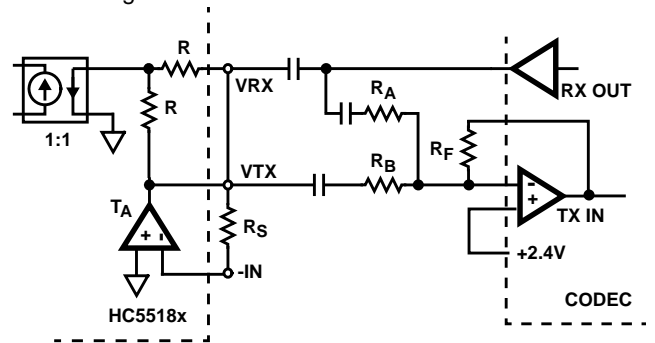 R
VRX
RX OUT
R
RA
1:1
RB
RF
VTX
TA
+ -
RS
-
+
TX IN
-IN
+2.4V
HC5518x
CODEC